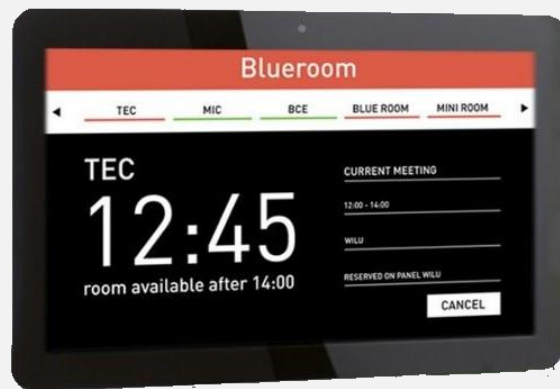 Blueroom
TEC MIC BCE BLUE ROOM MINI ROOM
TEC
12:45
room available after 14:00
CURRENT MEETING
12:00 - 14:00
WILU
RESERVED ON PANEL WILU
CANCEL